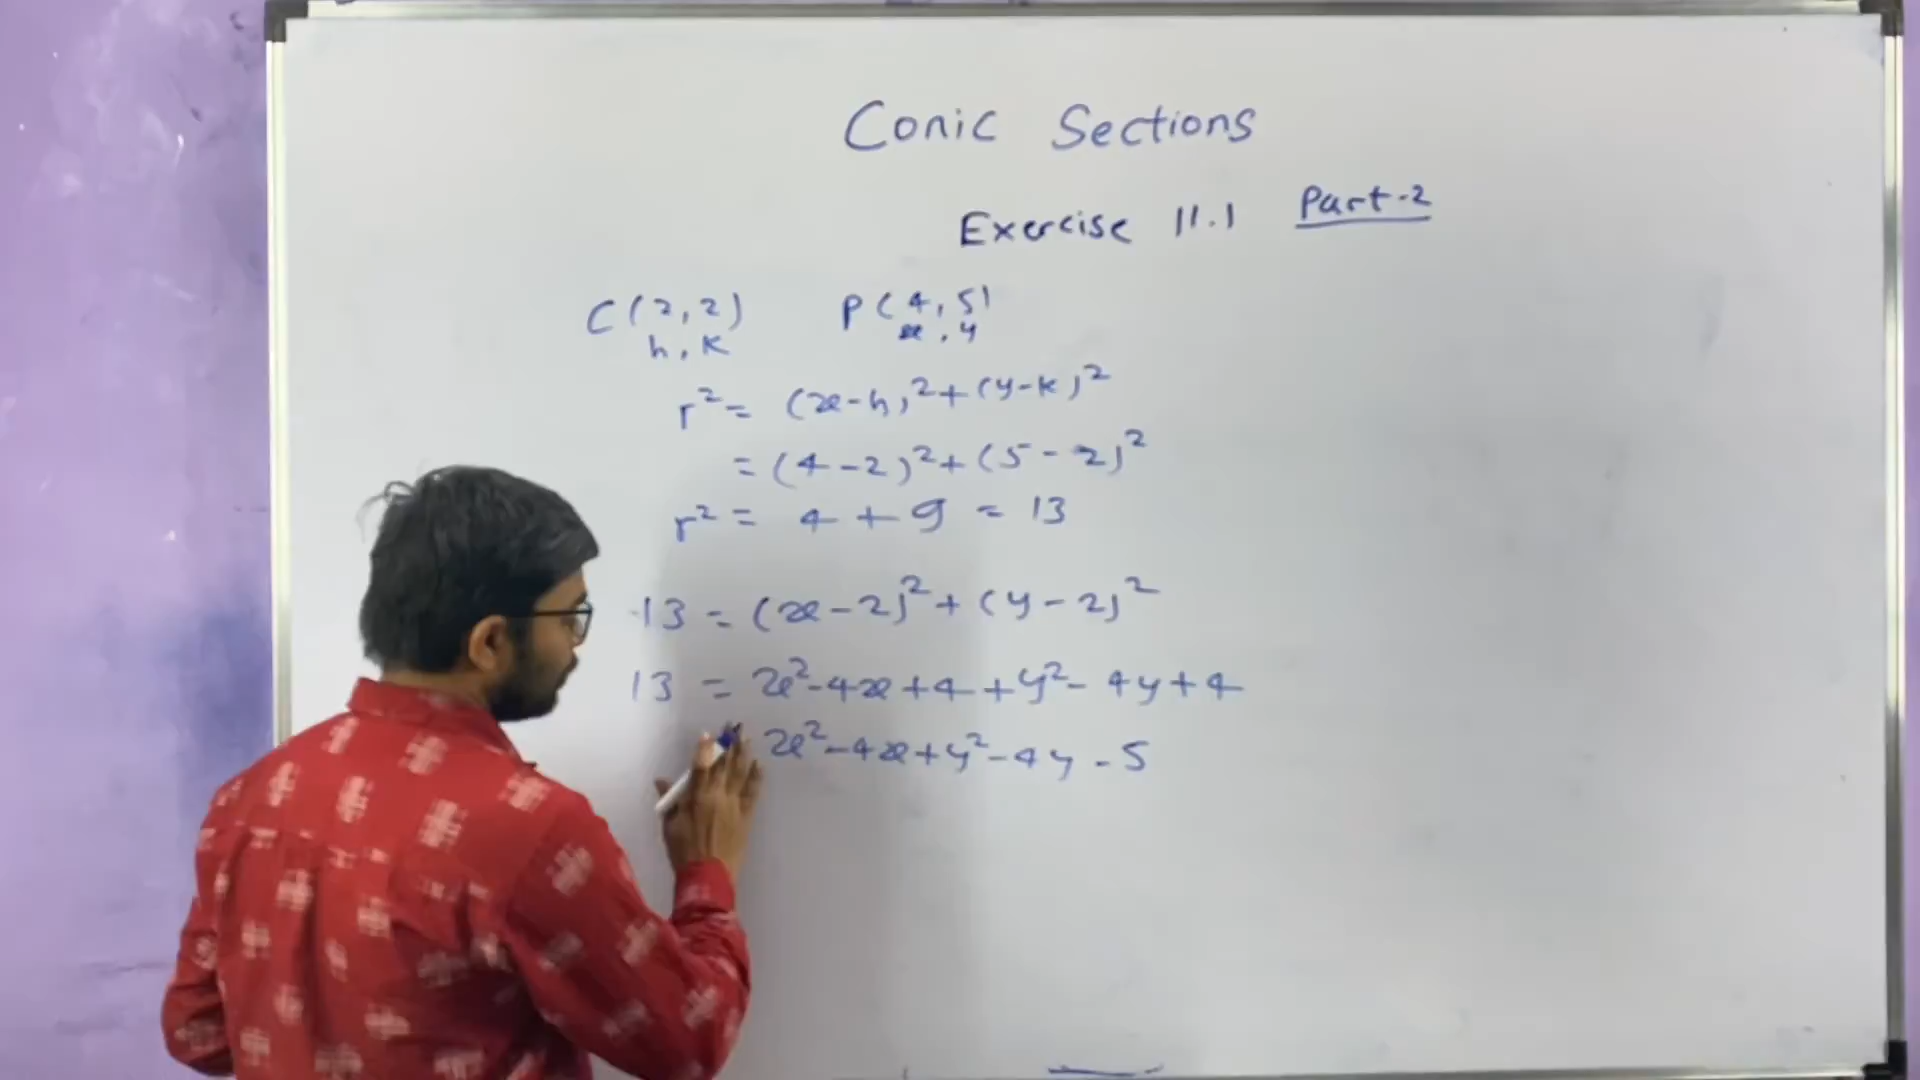 Conic Sections
Exercise 11.1 Part-2
C(2,2) P(4,5)
h,k x,y
r² = (x-h)²+(y-k)²
= (4-2)²+(5-2)²
r² = 4+9 = 13
13 = (x-2)²+(y-2)²
13 = x²-4x+4+y²-4y+4
x²-4x+y²-4y-5